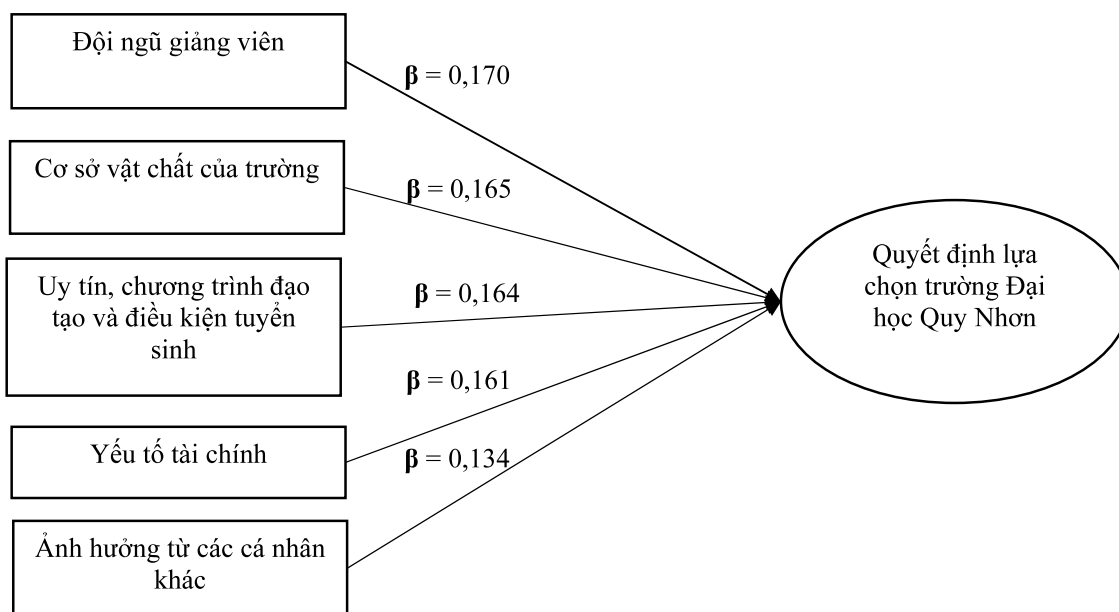 Đội ngũ giảng viên
β = 0,170
Cơ sở vật chất của trường
β = 0,165
Uy tín, chương trình đạo
tạo và điều kiện tuyển
sinh
β = 0,164
Yếu tố tài chính
β = 0,161
Ảnh hưởng từ các cá nhân
khác
β = 0,134
Quyết định lựa
chọn trường Đại
học Quy Nhơn